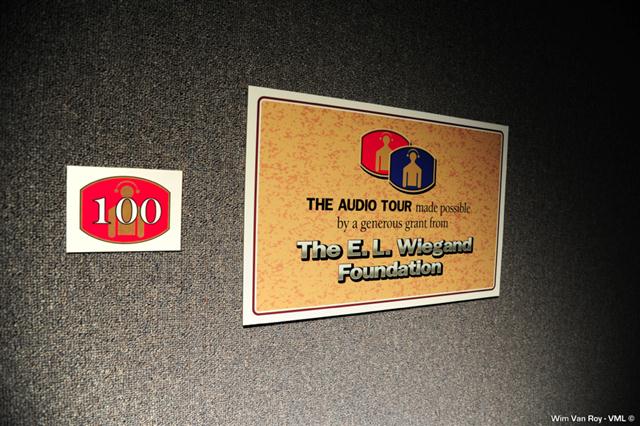 100
THE AUDIO TOUR made possible
by a generous grant from
The E. L. Wiegand
Foundation
Wim Van Roy - VML ©